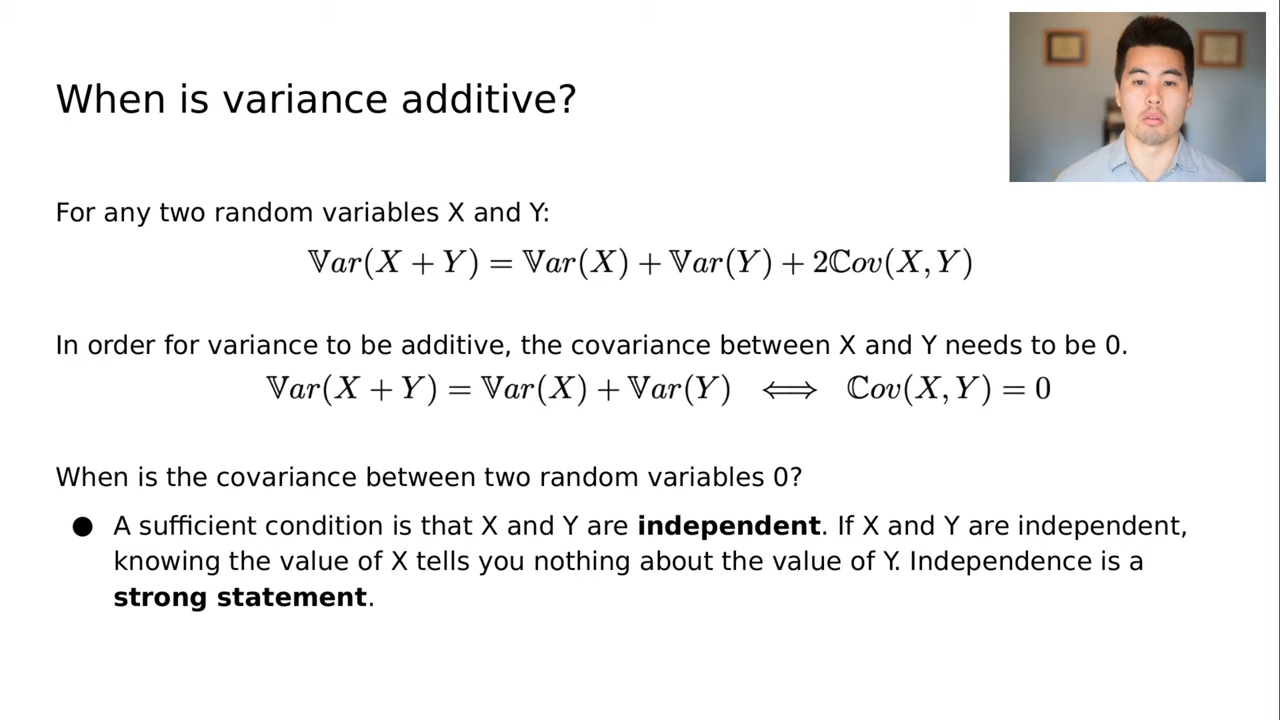 When is variance additive?
For any two random variables X and Y:
𝕍ar(X + Y) = 𝕍ar(X) + 𝕍ar(Y) + 2ℂov(X, Y)
In order for variance to be additive, the covariance between X and Y needs to be 0.
𝕍ar(X + Y) = 𝕍ar(X) + 𝕍ar(Y) ⟺ ℂov(X, Y) = 0
When is the covariance between two random variables 0?
● A sufficient condition is that X and Y are independent. If X and Y are independent,
knowing the value of X tells you nothing about the value of Y. Independence is a
strong statement.